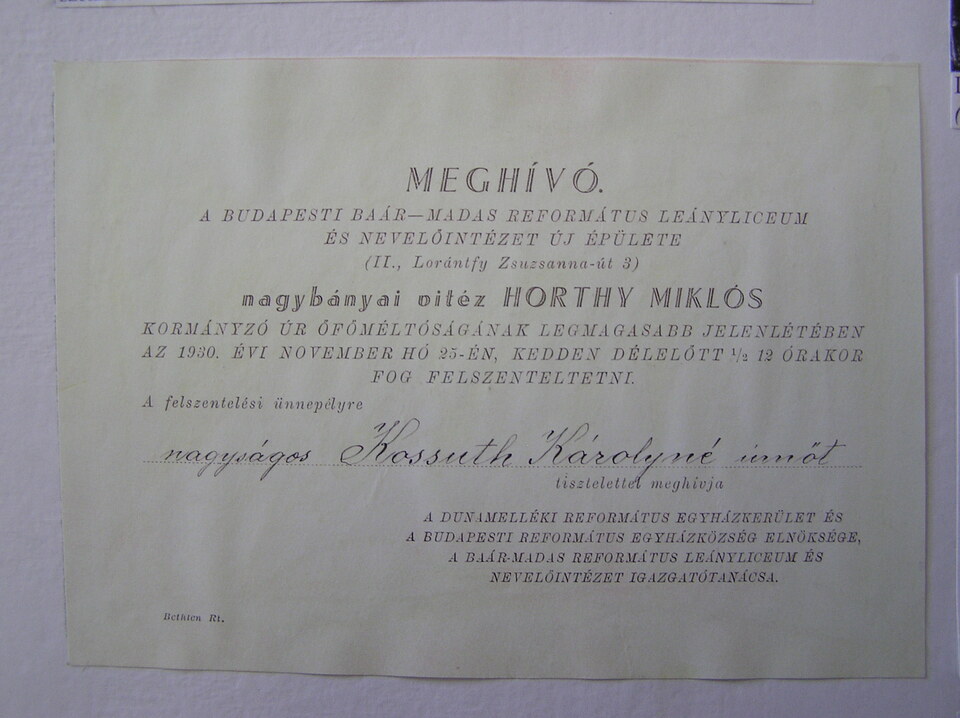 MEGHÍVÓ.
A BUDAPESTI BAÁR—MADAS REFORMÁTUS LEÁNYLICEUM
ÉS NEVELŐINTÉZET ÚJ ÉPÜLETE
(II., Lorántfy Zsuzsanna-út 3)
nagybányai vitéz HORTHY MIKLÓS
KORMÁNYZÓ ÚR ŐFŐMÉLTÓSÁGÁNAK LEGMAGASABB JELENLÉTÉBEN
AZ 1930. ÉVI NOVEMBER HÓ 25-ÉN, KEDDEN DÉLELŐTT ½ 12 ÓRAKOR
FOG FELSZENTELTETNI.
A felszentelési ünnepélyre
nagyságos Kossuth Károlyné úrnőt
tisztelettel meghívja
A DUNAMELLÉKI REFORMÁTUS EGYHÁZKERÜLET ÉS
A BUDAPESTI REFORMÁTUS EGYHÁZKÖZSÉG ELNÖKSÉGE,
A BAÁR-MADAS REFORMÁTUS LEÁNYLICEUM ÉS
NEVELŐINTÉZET IGAZGATÓTANÁCSA.
Bethlen Rt.